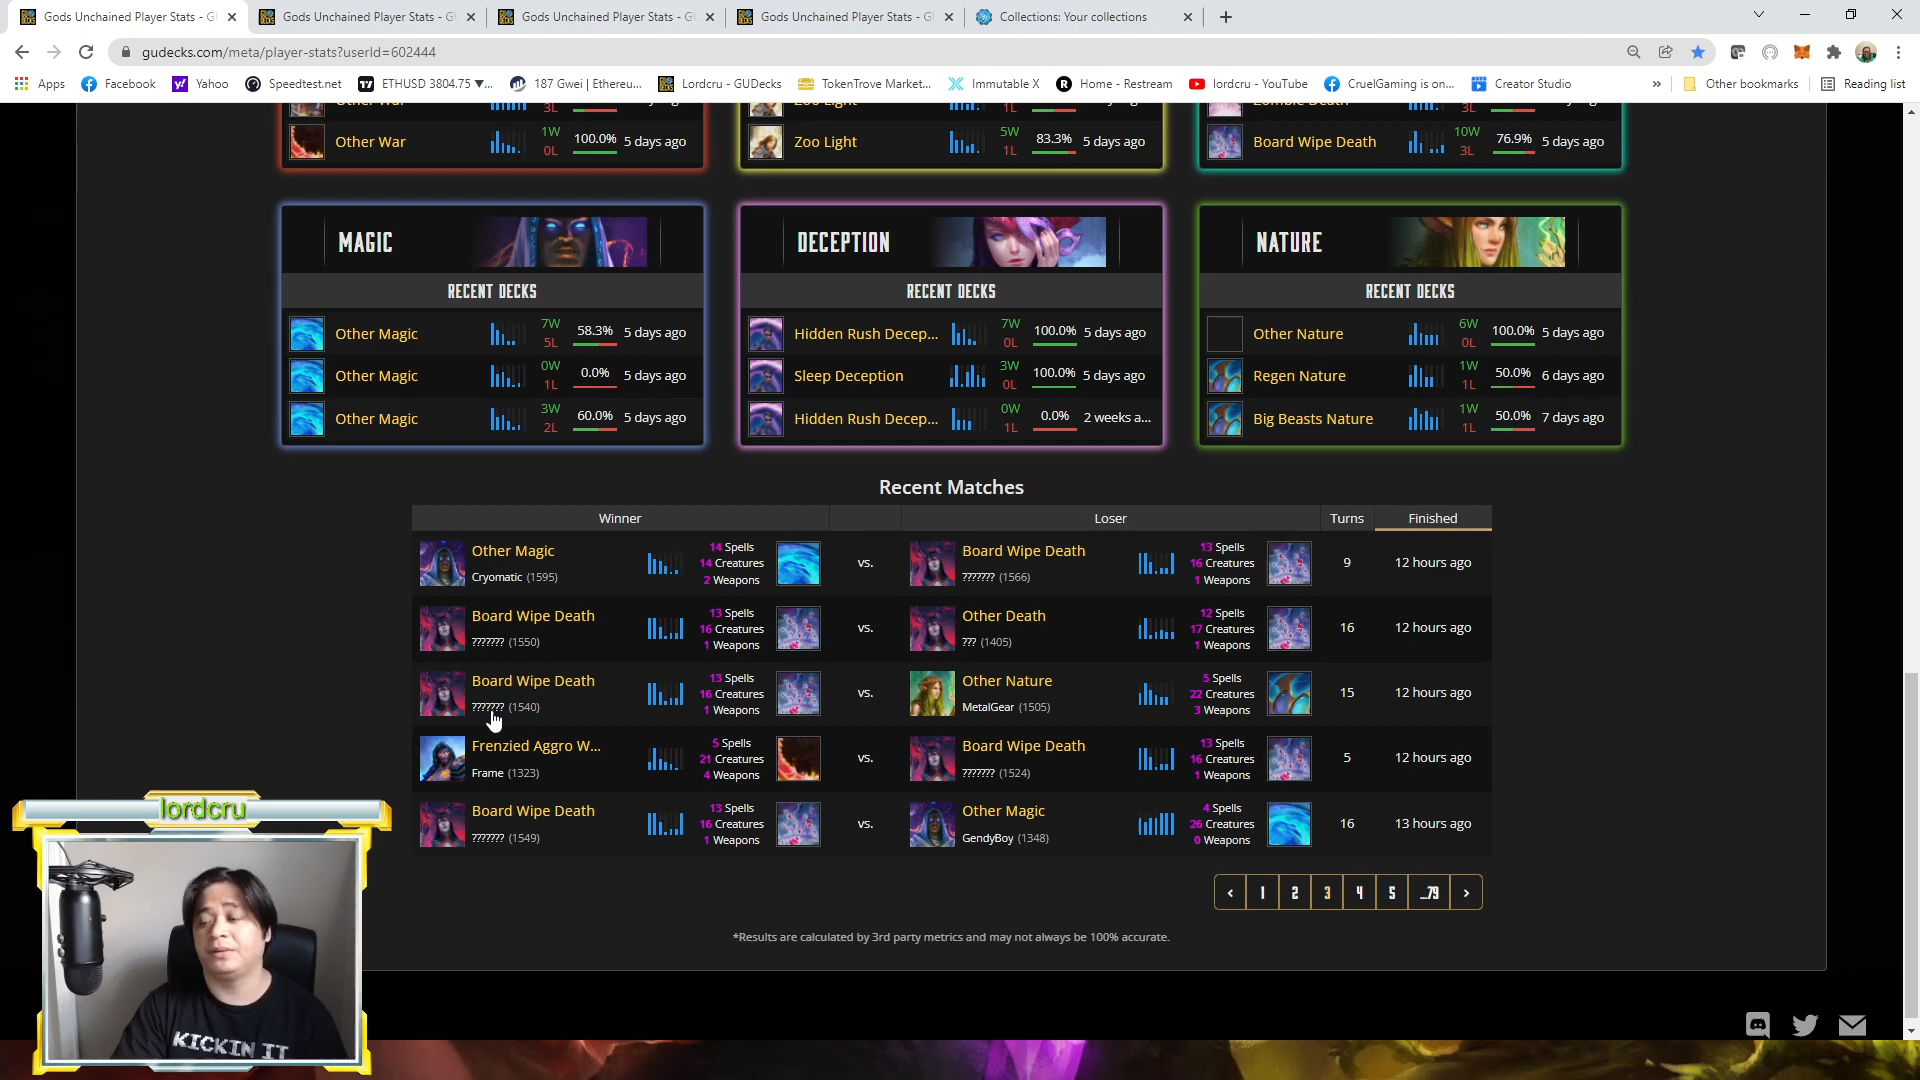 Gods Unchained Player Stats - G
Gods Unchained Player Stats - G
Gods Unchained Player Stats - G
Gods Unchained Player Stats - G
Collections: Your collections
gudecks.com/meta/player-stats?userId=602444
Apps
Facebook
Yahoo
Speedtest.net
ETHUSD 3804.75 ▼...
187 Gwei | Ethereu...
Lordcru - GUDecks
TokenTrove Market...
Immutable X
Home - Restream
lordcru - YouTube
CruelGaming is on...
Creator Studio
»
Other bookmarks
Reading list
Other War 3L
Zoo Light 1L
Zombie Death 3L
Other War 1W 0L 100.0% 5 days ago
Zoo Light 5W 1L 83.3% 5 days ago
Board Wipe Death 10W 3L 76.9% 5 days ago
MAGIC
RECENT DECKS
Other Magic 7W 5L 58.3% 5 days ago
Other Magic 0W 1L 0.0% 5 days ago
Other Magic 3W 2L 60.0% 5 days ago
DECEPTION
RECENT DECKS
Hidden Rush Decep... 7W 0L 100.0% 5 days ago
Sleep Deception 3W 0L 100.0% 5 days ago
Hidden Rush Decep... 0W 1L 0.0% 2 weeks a...
NATURE
RECENT DECKS
Other Nature 6W 0L 100.0% 5 days ago
Regen Nature 1W 1L 50.0% 6 days ago
Big Beasts Nature 1W 1L 50.0% 7 days ago
Recent Matches
Winner Loser Turns Finished
Other Magic
Cryomatic (1595)
14 Spells
14 Creatures
2 Weapons
vs.
Board Wipe Death
??????? (1566)
13 Spells
16 Creatures
1 Weapons
9
12 hours ago
Board Wipe Death
??????? (1550)
13 Spells
16 Creatures
1 Weapons
vs.
Other Death
??? (1405)
12 Spells
17 Creatures
1 Weapons
16
12 hours ago
Board Wipe Death
??????? (1540)
13 Spells
16 Creatures
1 Weapons
vs.
Other Nature
MetalGear (1505)
5 Spells
22 Creatures
3 Weapons
15
12 hours ago
Frenzied Aggro W...
Frame (1323)
5 Spells
21 Creatures
4 Weapons
vs.
Board Wipe Death
??????? (1524)
13 Spells
16 Creatures
1 Weapons
5
12 hours ago
Board Wipe Death
??????? (1549)
13 Spells
16 Creatures
1 Weapons
vs.
Other Magic
GendyBoy (1348)
4 Spells
26 Creatures
0 Weapons
16
13 hours ago
< 1 2 3 4 5 ...79 >
*Results are calculated by 3rd party metrics and may not always be 100% accurate.
lordcru
KICKIN IT